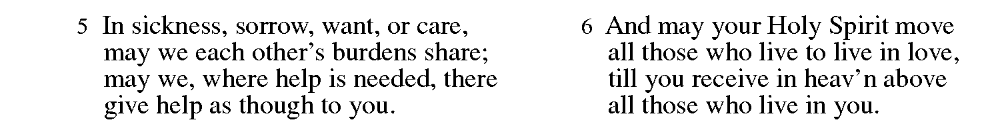 5 In sickness, sorrow, want, or care,
may we each other's burdens share;
may we, where help is needed, there
give help as though to you.
6 And may your Holy Spirit move
all those who live to live in love,
till you receive in heav'n above
all those who live in you.